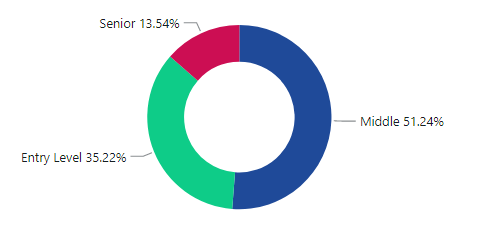 Senior 13.54%
Middle 51.24%
Entry Level 35.22%